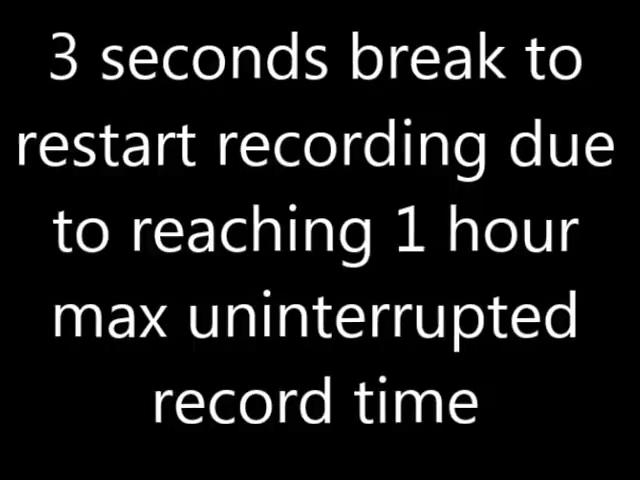 3 seconds break to
restart recording due
to reaching 1 hour
max uninterrupted
record time